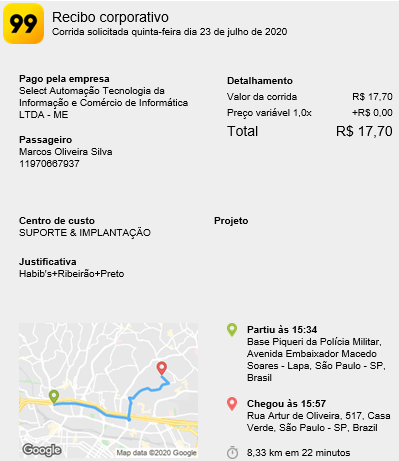 99
Recibo corporativo
Corrida solicitada quinta-feira dia 23 de julho de 2020
Pago pela empresa
Select Automação Tecnologia da
Informação e Comércio de Informática
LTDA - ME
Passageiro
Marcos Oliveira Silva
11970667937
Detalhamento
Valor da corrida R$ 17,70
Preço variável 1,0x +R$ 0,00
Total R$ 17,70
Centro de custo
SUPORTE & IMPLANTAÇÃO
Projeto
Justificativa
Habib's+Ribeirão+Preto
Google
Map data ©2020 Google
Partiu às 15:34
Base Piqueri da Polícia Militar,
Avenida Embaixador Macedo
Soares - Lapa, São Paulo - SP,
Brasil
Chegou às 15:57
Rua Artur de Oliveira, 517, Casa
Verde, São Paulo - SP, Brazil
8,33 km em 22 minutos